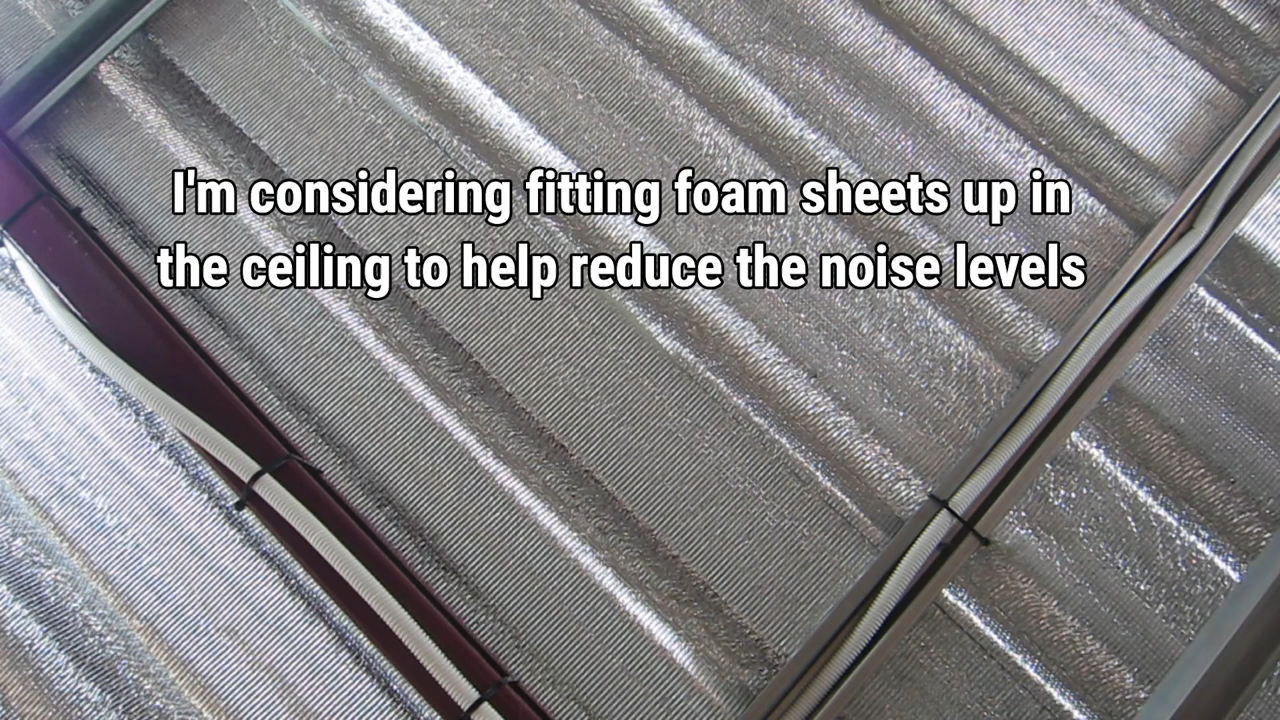 I'm considering fitting foam sheets up in
the ceiling to help reduce the noise levels